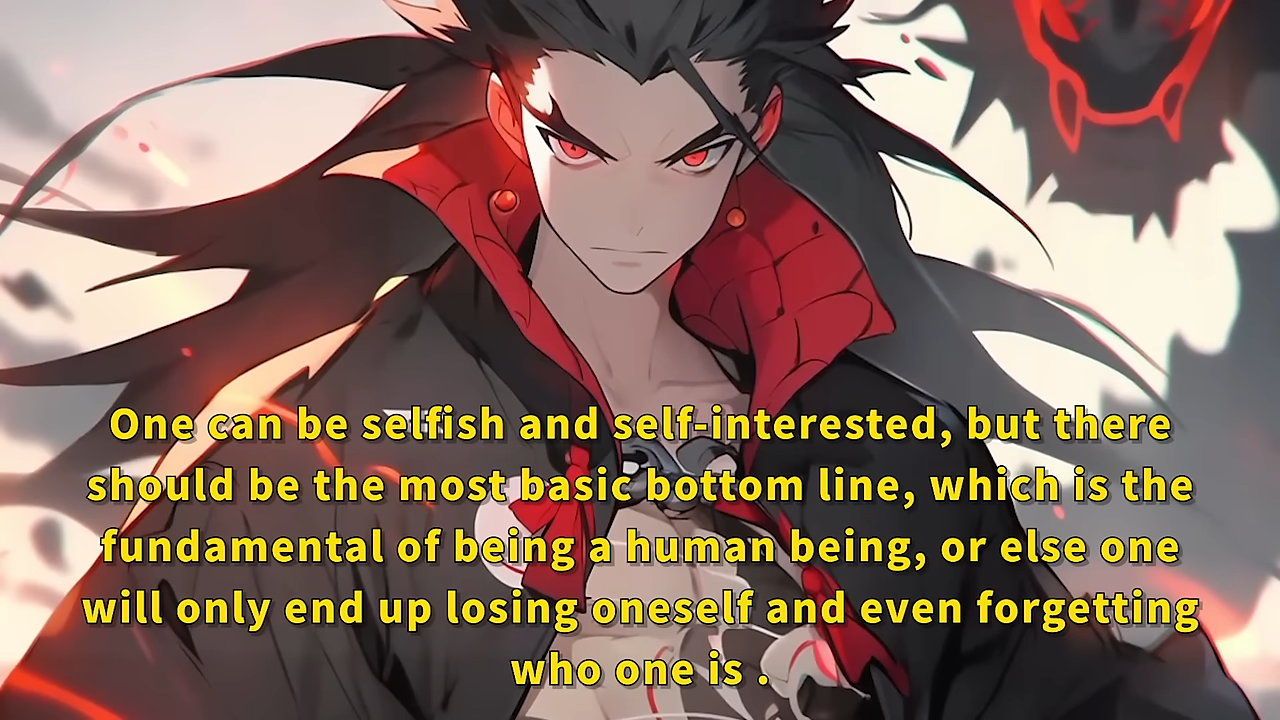 One can be selfish and self-interested, but there
should be the most basic bottom line, which is the
fundamental of being a human being, or else one
will only end up losing oneself and even forgetting
who one is .